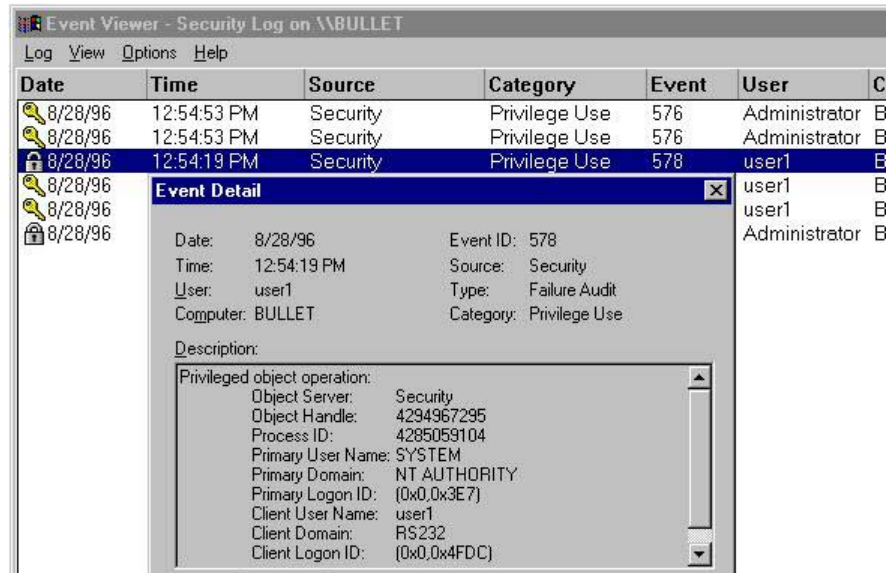 Event Viewer - Security Log on \\BULLET
Log View Options Help
Date Time Source Category Event User C
8/28/96 12:54:53 PM Security Privilege Use 576 Administrator B
8/28/96 12:54:53 PM Security Privilege Use 576 Administrator B
8/28/96 12:54:19 PM Security Privilege Use 578 user1 B
8/28/96 user1 B
8/28/96 user1 B
8/28/96 Administrator B
Event Detail
Date: 8/28/96 Event ID: 578
Time: 12:54:19 PM Source: Security
User: user1 Type: Failure Audit
Computer: BULLET Category: Privilege Use
Description:
Privileged object operation:
Object Server: Security
Object Handle: 4294967295
Process ID: 4285059104
Primary User Name: SYSTEM
Primary Domain: NT AUTHORITY
Primary Logon ID: (0x0,0x3E7)
Client User Name: user1
Client Domain: RS232
Client Logon ID: (0x0,0x4FDC)